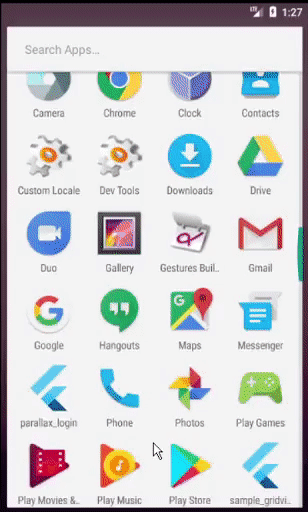 LTE 1:27
Search Apps...
Camera Chrome Clock Contacts
Custom Locale Dev Tools Downloads Drive
Duo Gallery Gestures Buil.. Gmail
Google Hangouts Maps Messenger
parallax_login Phone Photos Play Games
Play Movies &.. Play Music Play Store sample_gridvi..